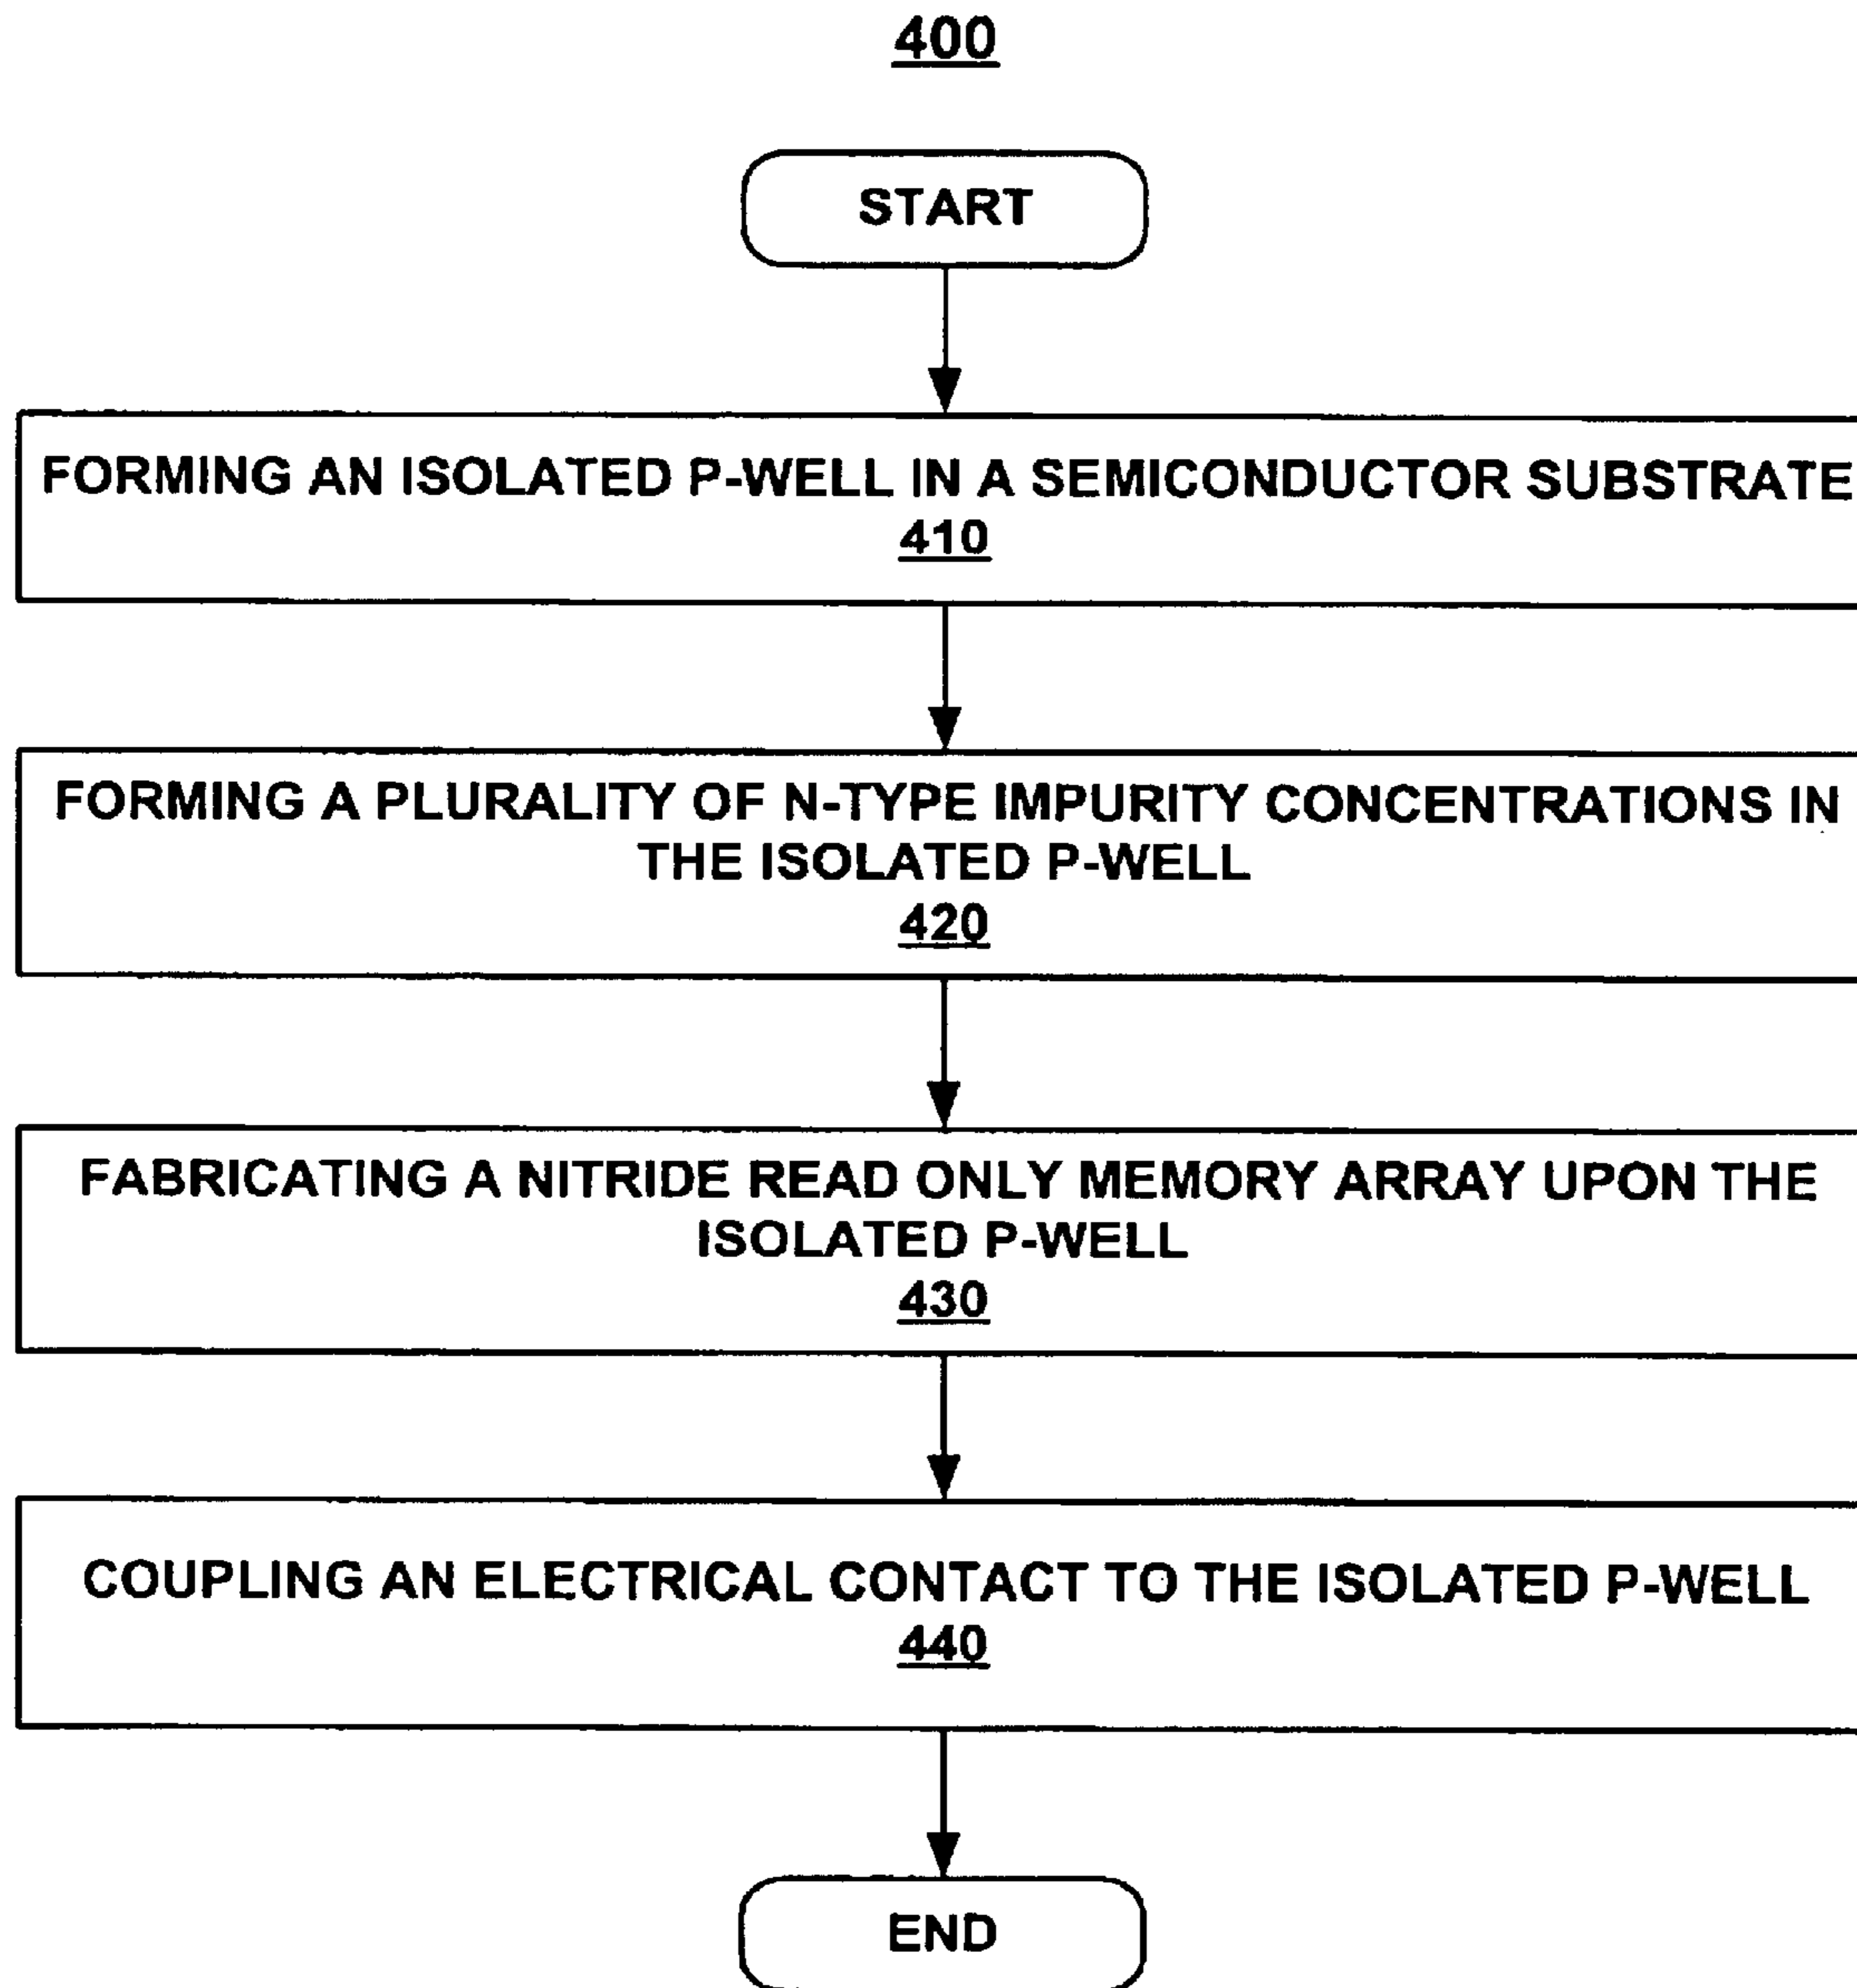 400
START
FORMING AN ISOLATED P-WELL IN A SEMICONDUCTOR SUBSTRATE
410
FORMING A PLURALITY OF N-TYPE IMPURITY CONCENTRATIONS IN
THE ISOLATED P-WELL
420
FABRICATING A NITRIDE READ ONLY MEMORY ARRAY UPON THE
ISOLATED P-WELL
430
COUPLING AN ELECTRICAL CONTACT TO THE ISOLATED P-WELL
440
END